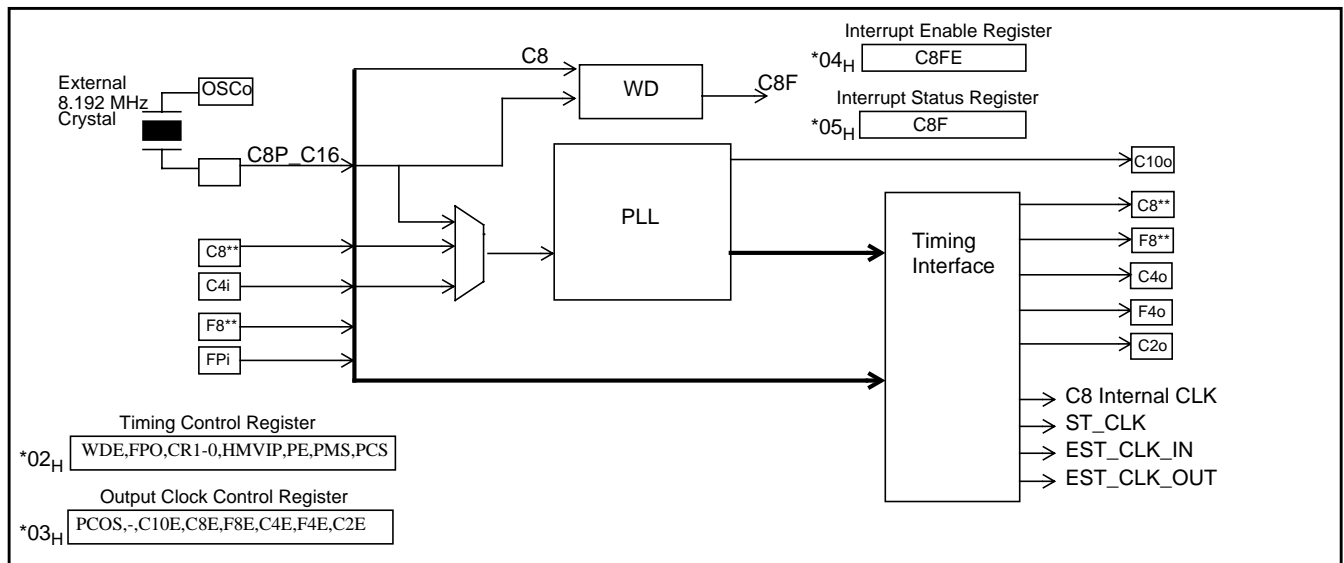 Interrupt Enable Register
*04H C8FE
Interrupt Status Register
*05H C8F
External
8.192 MHz
Crystal
OSCo
C8P_C16
C8
WD
C8F
PLL
C10o
C8**
C4i
F8**
FPi
Timing
Interface
C8**
F8**
C4o
F4o
C2o
C8 Internal CLK
ST_CLK
EST_CLK_IN
EST_CLK_OUT
Timing Control Register
*02H WDE,FPO,CR1-0,HMVIP,PE,PMS,PCS
Output Clock Control Register
*03H PCOS,-,C10E,C8E,F8E,C4E,F4E,C2E